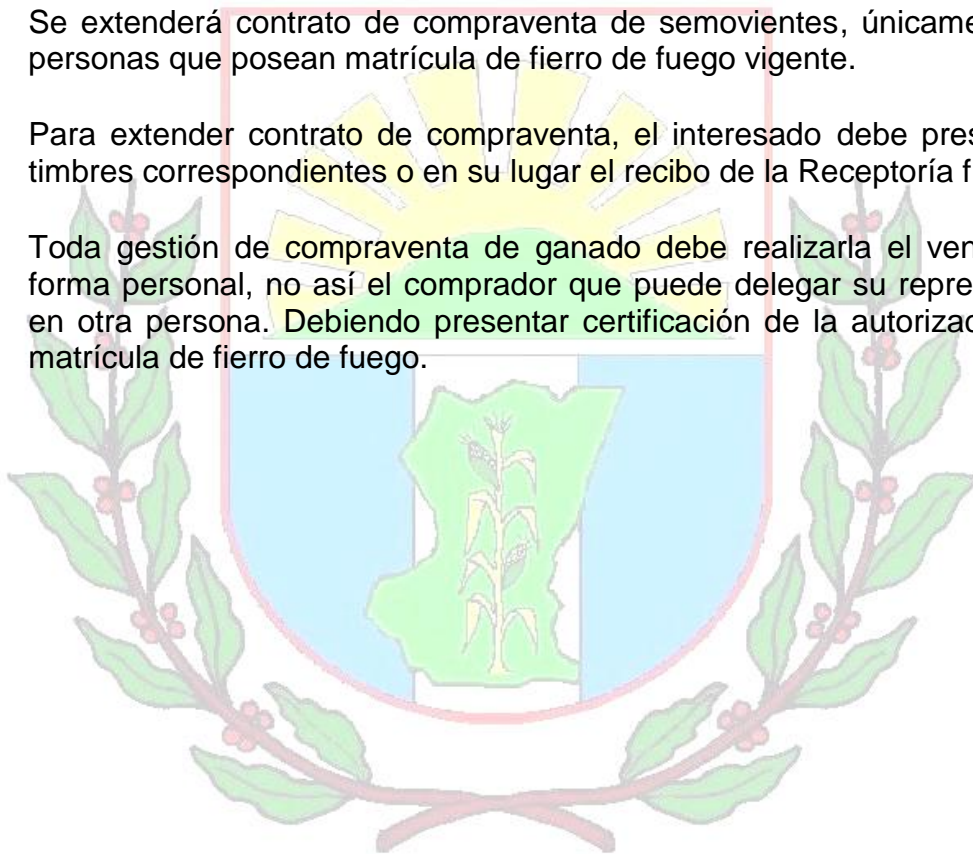 Se extenderá contrato de compraventa de semovientes, únicame
personas que posean matrícula de fierro de fuego vigente.
Para extender contrato de compraventa, el interesado debe pres
timbres correspondientes o en su lugar el recibo de la Receptoría f
Toda gestión de compraventa de ganado debe realizarla el ven
forma personal, no así el comprador que puede delegar su repre
en otra persona. Debiendo presentar certificación de la autorizac
matrícula de fierro de fuego.